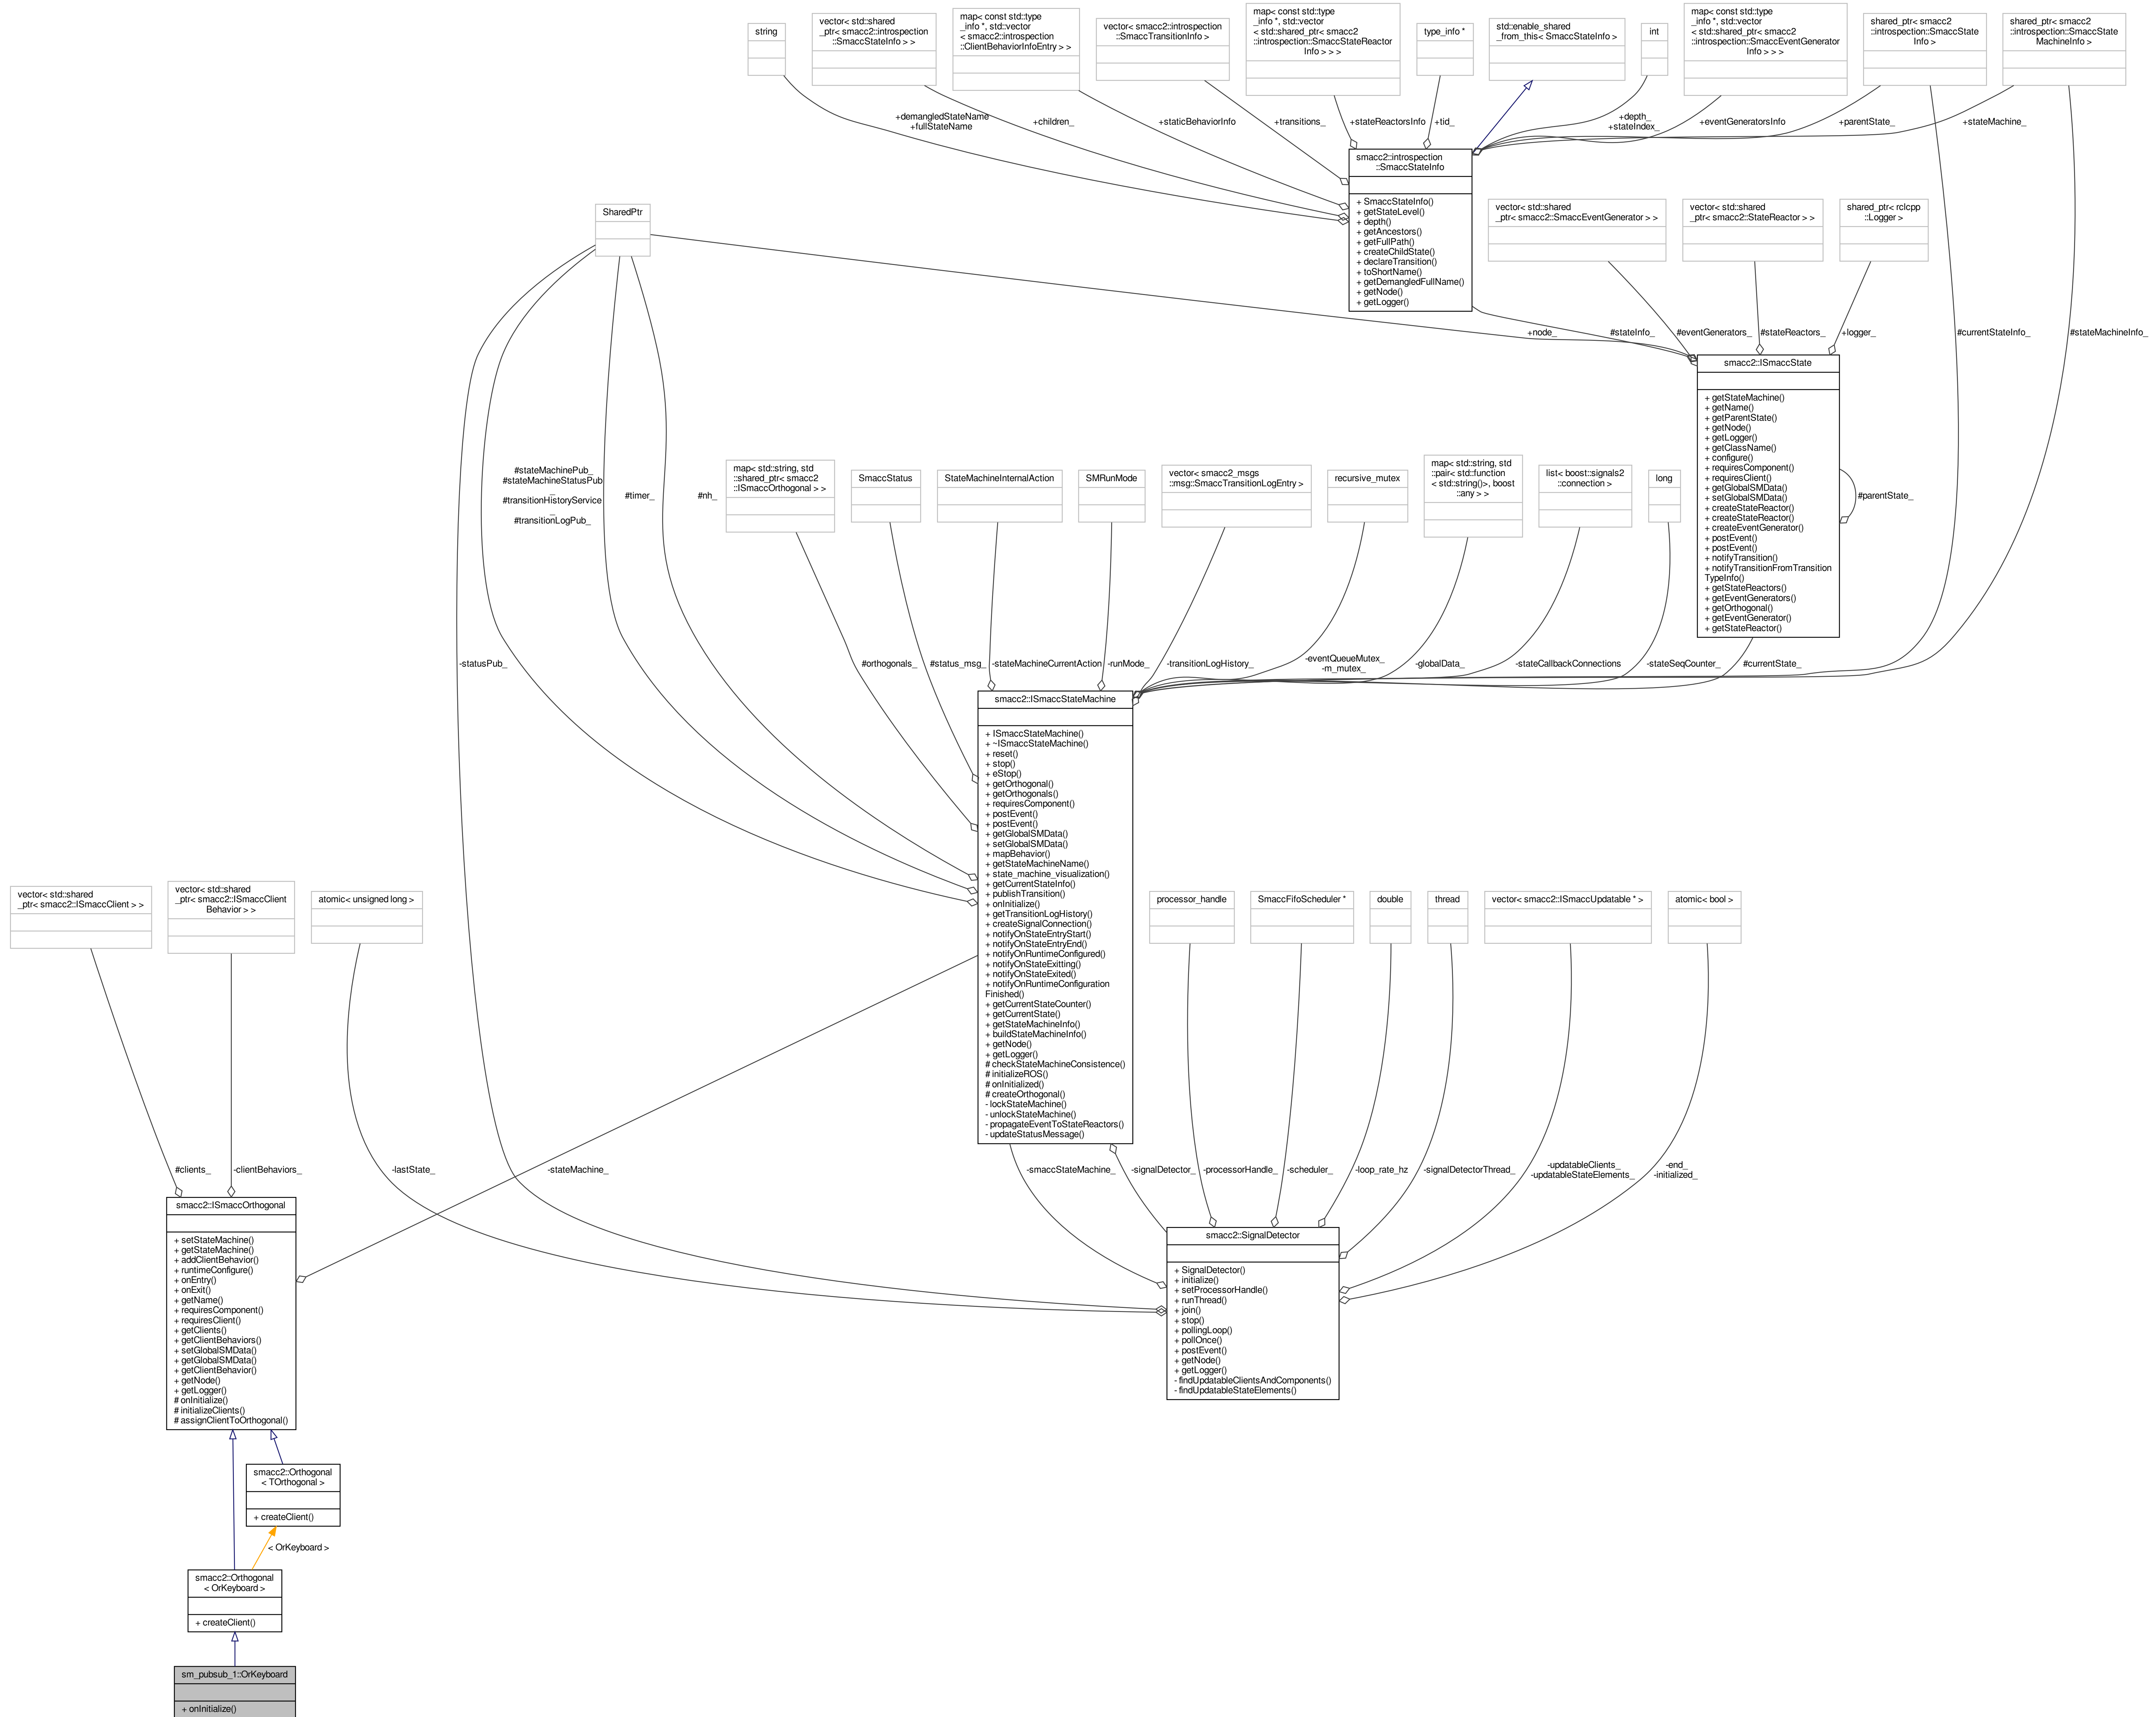 string
vector< std::shared
_ptr< smacc2::introspection
::SmaccStateInfo > >
map< const std::type
_info *, std::vector
< smacc2::introspection
::ClientBehaviorInfoEntry > >
vector< smacc2::introspection
::SmaccTransitionInfo >
map< const std::type
_info *, std::vector
< std::shared_ptr< smacc2
::introspection::SmaccStateReactor
Info > > >
type_info *
std::enable_shared
_from_this< SmaccStateInfo >
int
map< const std::type
_info *, std::vector
< std::shared_ptr< smacc2
::introspection::SmaccEventGenerator
Info > > >
shared_ptr< smacc2
::introspection::SmaccState
Info >
shared_ptr< smacc2
::introspection::SmaccState
MachineInfo >
+demangledStateName
+fullStateName
+children_
+staticBehaviorInfo
+transitions_
+stateReactorsInfo
+tid_
+depth_
+stateIndex_
+eventGeneratorsInfo
+parentState_
+stateMachine_
smacc2::introspection
::SmaccStateInfo
+ SmaccStateInfo()
+ getStateLevel()
+ depth()
+ getAncestors()
+ getFullPath()
+ createChildState()
+ declareTransition()
+ toShortName()
+ getDemangledFullName()
+ getNode()
+ getLogger()
SharedPtr
vector< std::shared
_ptr< smacc2::SmaccEventGenerator > >
vector< std::shared
_ptr< smacc2::StateReactor > >
shared_ptr< rclcpp
::Logger >
+node_
#stateInfo_
#eventGenerators_
#stateReactors_
+logger_
#currentStateInfo_
#stateMachineInfo_
smacc2::ISmaccState
+ getStateMachine()
+ getName()
+ getParentState()
+ getNode()
+ getLogger()
+ getClassName()
+ configure()
+ requiresComponent()
+ requiresClient()
+ getGlobalSMData()
+ setGlobalSMData()
+ createStateReactor()
+ createStateReactor()
+ createEventGenerator()
+ postEvent()
+ postEvent()
+ notifyTransition()
+ notifyTransitionFromTransition
TypeInfo()
+ getStateReactors()
+ getEventGenerators()
+ getOrthogonal()
+ getEventGenerator()
+ getStateReactor()
#parentState_
#stateMachinePub_
#stateMachineStatusPub
_
#transitionHistoryService
_
#transitionLogPub_
#timer_
#nh_
map< std::string, std
::shared_ptr< smacc2
::ISmaccOrthogonal > >
SmaccStatus
StateMachineInternalAction
SMRunMode
vector< smacc2_msgs
::msg::SmaccTransitionLogEntry >
recursive_mutex
map< std::string, std
::pair< std::function
< std::string()>, boost
::any > >
list< boost::signals2
::connection >
long
-statusPub_
#orthogonals_
#status_msg_
-stateMachineCurrentAction
-runMode_
-transitionLogHistory_
-eventQueueMutex_
-m_mutex_
-globalData_
-stateCallbackConnections
-stateSeqCounter_
#currentState_
smacc2::ISmaccStateMachine
+ ISmaccStateMachine()
+ ~ISmaccStateMachine()
+ reset()
+ stop()
+ eStop()
+ getOrthogonal()
+ getOrthogonals()
+ requiresComponent()
+ postEvent()
+ postEvent()
+ getGlobalSMData()
+ setGlobalSMData()
+ mapBehavior()
+ getStateMachineName()
+ state_machine_visualization()
+ getCurrentStateInfo()
+ publishTransition()
+ onInitialize()
+ getTransitionLogHistory()
+ createSignalConnection()
+ notifyOnStateEntryStart()
+ notifyOnStateEntryEnd()
+ notifyOnRuntimeConfigured()
+ notifyOnStateExitting()
+ notifyOnStateExited()
+ notifyOnRuntimeConfiguration
Finished()
+ getCurrentStateCounter()
+ getCurrentState()
+ getStateMachineInfo()
+ buildStateMachineInfo()
+ getNode()
+ getLogger()
# checkStateMachineConsistence()
# initializeROS()
# onInitialized()
# createOrthogonal()
- lockStateMachine()
- unlockStateMachine()
- propagateEventToStateReactors()
- updateStatusMessage()
vector< std::shared
_ptr< smacc2::ISmaccClient > >
vector< std::shared
_ptr< smacc2::ISmaccClient
Behavior > >
atomic< unsigned long >
processor_handle
SmaccFifoScheduler *
double
thread
vector< smacc2::ISmaccUpdatable * >
atomic< bool >
#clients_
-clientBehaviors_
-lastState_
-stateMachine_
-smaccStateMachine_
-signalDetector_
-processorHandle_
-scheduler_
-loop_rate_hz
-signalDetectorThread_
-updatableClients_
-updatableStateElements_
-end_
-initialized_
smacc2::ISmaccOrthogonal
+ setStateMachine()
+ getStateMachine()
+ addClientBehavior()
+ runtimeConfigure()
+ onEntry()
+ onExit()
+ getName()
+ requiresComponent()
+ requiresClient()
+ getClients()
+ getClientBehaviors()
+ setGlobalSMData()
+ getGlobalSMData()
+ getClientBehavior()
+ getNode()
+ getLogger()
# onInitialize()
# initializeClients()
# assignClientToOrthogonal()
smacc2::SignalDetector
+ SignalDetector()
+ initialize()
+ setProcessorHandle()
+ runThread()
+ join()
+ stop()
+ pollingLoop()
+ pollOnce()
+ postEvent()
+ getNode()
+ getLogger()
- findUpdatableClientsAndComponents()
- findUpdatableStateElements()
smacc2::Orthogonal
< TOrthogonal >
+ createClient()
< OrKeyboard >
smacc2::Orthogonal
< OrKeyboard >
+ createClient()
sm_pubsub_1::OrKeyboard
+ onInitialize()